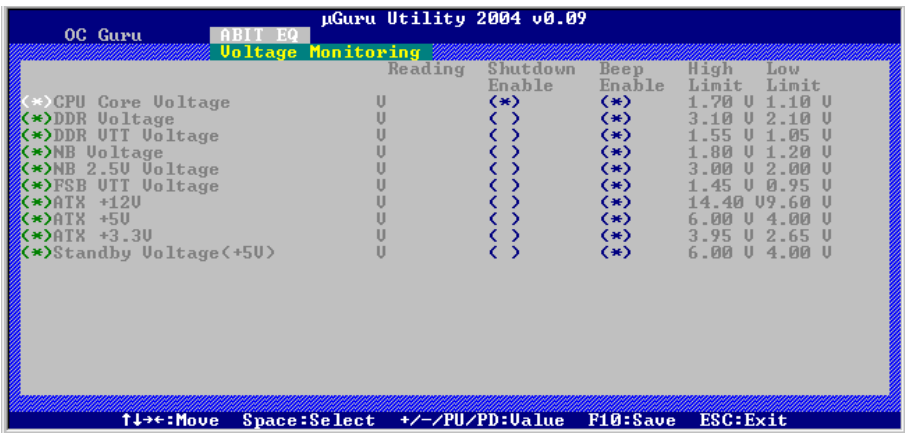 µGuru Utility 2004 v0.09
OC Guru ABIT EQ
Voltage Monitoring
Reading Shutdown Beep High Low
Enable Enable Limit Limit
(*)CPU Core Voltage V (*) (*) 1.70 V 1.10 V
(*)DDR Voltage V ( ) (*) 3.10 V 2.10 V
(*)DDR VTT Voltage V ( ) (*) 1.55 V 1.05 V
(*)NB Voltage V ( ) (*) 1.80 V 1.20 V
(*)NB 2.5V Voltage V ( ) (*) 3.00 V 2.00 V
(*)FSB VTT Voltage V ( ) (*) 1.45 V 0.95 V
(*)ATX +12V V ( ) (*) 14.40 V9.60 V
(*)ATX +5V V ( ) (*) 6.00 V 4.00 V
(*)ATX +3.3V V ( ) (*) 3.95 V 2.65 V
(*)Standby Voltage(+5V) V ( ) (*) 6.00 V 4.00 V
↑↓→←:Move Space:Select +/-/PU/PD:Value F10:Save ESC:Exit